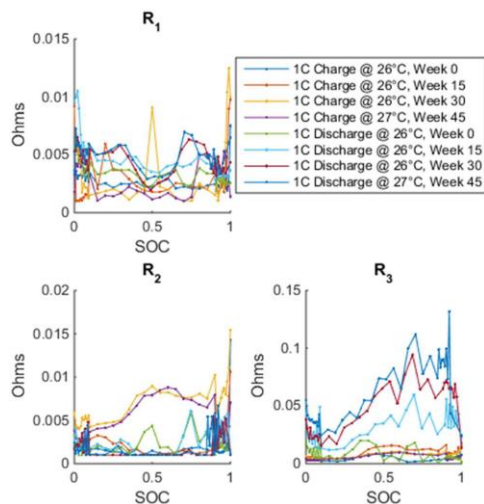 R1
0.015
0.01
0.005
0
Ohms
0 0.5 1
SOC
1C Charge @ 26°C, Week 0
1C Charge @ 26°C, Week 15
1C Charge @ 26°C, Week 30
1C Charge @ 27°C, Week 45
1C Discharge @ 26°C, Week 0
1C Discharge @ 26°C, Week 15
1C Discharge @ 26°C, Week 30
1C Discharge @ 27°C, Week 45
R2
0.02
0.015
0.01
0.005
0
Ohms
0 0.5 1
SOC
R3
0.1
0.05
0
Ohms
0 0.5 1
SOC